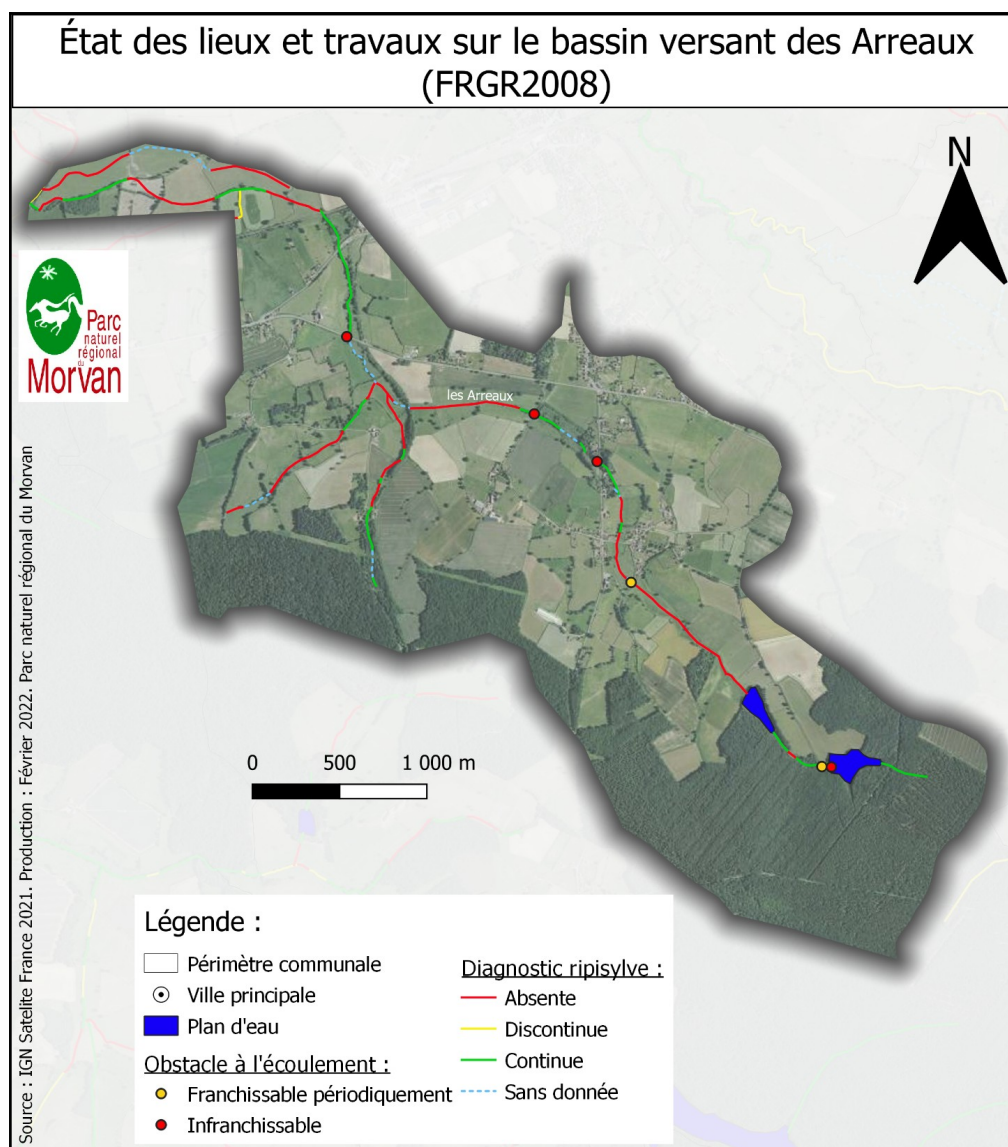 État des lieux et travaux sur le bassin versant des Arreaux
(FRGR2008)
N
Parc
naturel
régional
du
Morvan
les Arreaux
0 500 1 000 m
Légende :
Périmètre communale
Ville principale
Plan d'eau
Obstacle à l'écoulement :
Franchissable périodiquement
Infranchissable
Diagnostic ripisylve :
Absente
Discontinue
Continue
Sans donnée
Source : IGN Satelite France 2021. Production : Février 2022. Parc naturel régional du Morvan